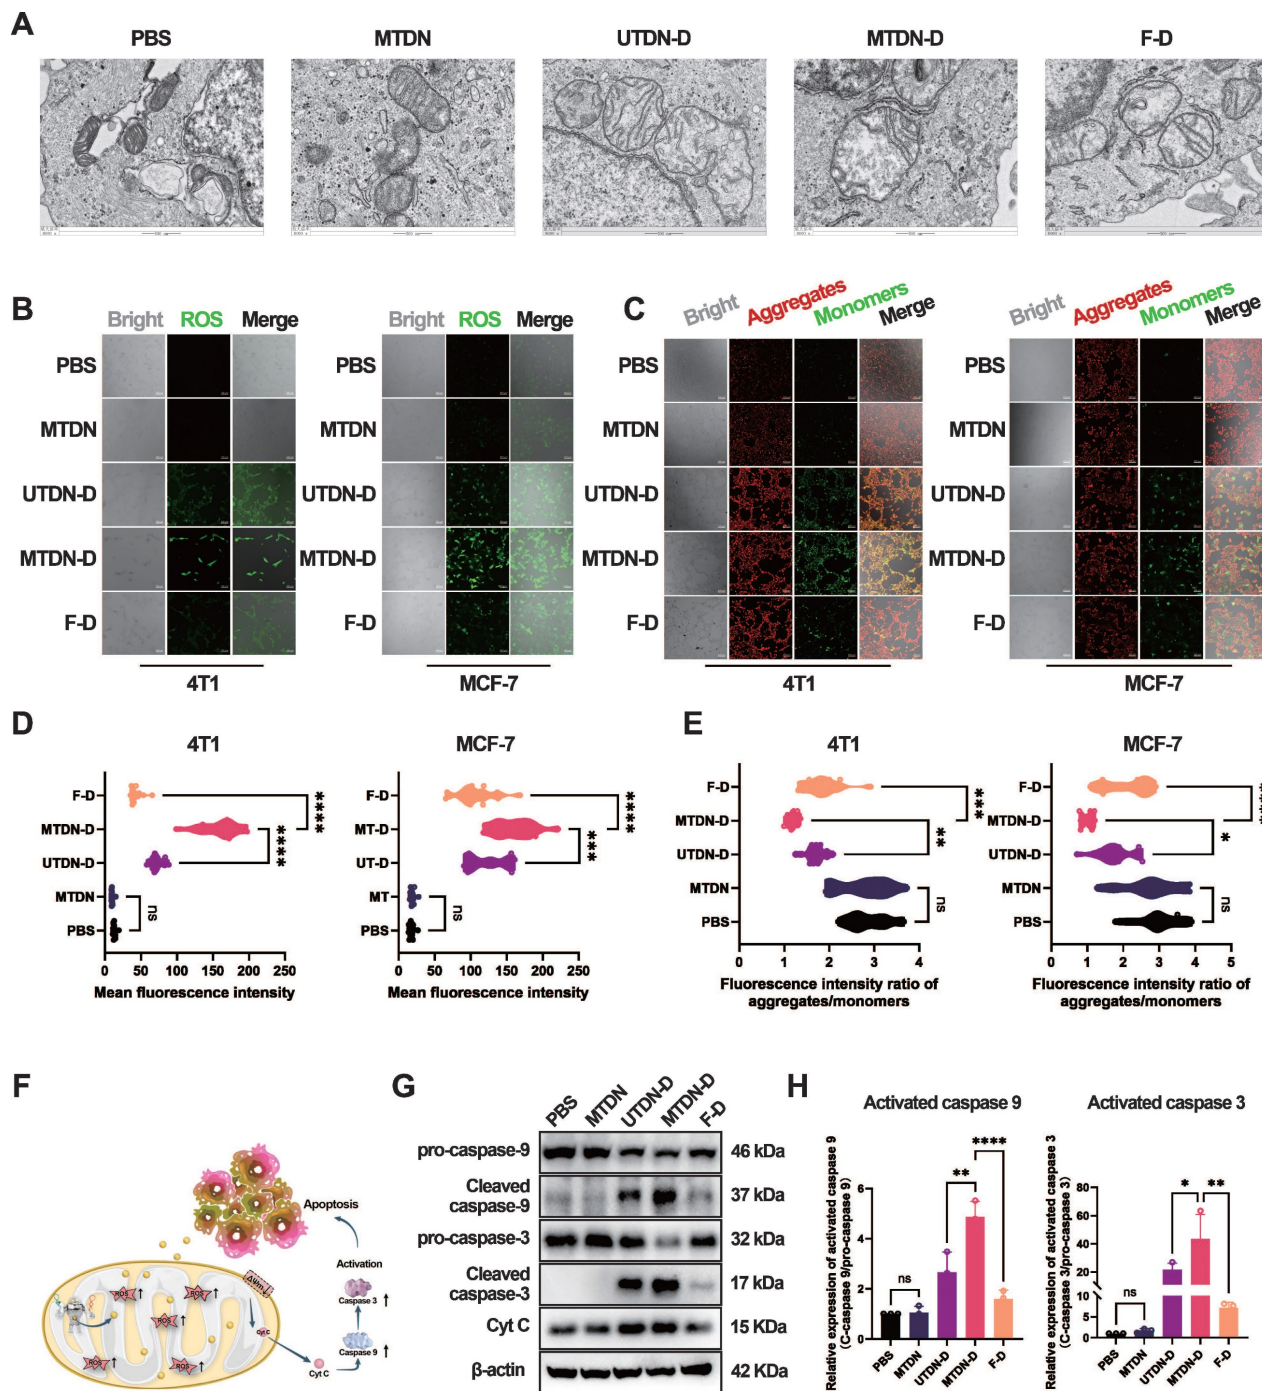 A
PBS
MTDN
UTDN-D
MTDN-D
F-D
B
Bright
ROS
Merge
PBS
MTDN
UTDN-D
MTDN-D
F-D
4T1
Bright
ROS
Merge
PBS
MTDN
UTDN-D
MTDN-D
F-D
MCF-7
C
Bright
Aggregates
Monomers
Merge
PBS
MTDN
UTDN-D
MTDN-D
F-D
4T1
Bright
Aggregates
Monomers
Merge
PBS
MTDN
UTDN-D
MTDN-D
F-D
MCF-7
D
4T1
F-D
MTDN-D
UTDN-D
MTDN
PBS
****
****
ns
0 50 100 150 200 250
Mean fluorescence intensity
MCF-7
F-D
MT-D
UT-D
MT
PBS
****
***
ns
0 50 100 150 200 250
Mean fluorescence intensity
E
4T1
F-D
MTDN-D
UTDN-D
MTDN
PBS
***
**
ns
0 1 2 3 4
Fluorescence intensity ratio of
aggregates/monomers
MCF-7
F-D
MTDN-D
UTDN-D
MTDN
PBS
****
*
ns
0 1 2 3 4 5
Fluorescence intensity ratio of
aggregates/monomers
F
Apoptosis
Activation
Caspase 3
Caspase 9
Cyt C
Cyt C
ΔΨm
ROS
ROS
ROS
ROS
ROS
G
PBS
MTDN
UTDN-D
MTDN-D
F-D
pro-caspase-9 46 kDa
Cleaved
caspase-9 37 kDa
pro-caspase-3 32 kDa
Cleaved
caspase-3 17 kDa
Cyt C 15 KDa
β-actin 42 KDa
H
Activated caspase 9
Relative expression of activated caspase 9
(C-caspase 9/pro-caspase 9)
6
4
2
0
ns
**
****
PBS
MTDN
UTDN-D
MTDN-D
F-D
Activated caspase 3
Relative expression of activated caspase 3
(C-caspase 3/pro-caspase 3)
80
60
40
20
10
5
0
ns
*
**
PBS
MTDN
UTDN-D
MTDN-D
F-D